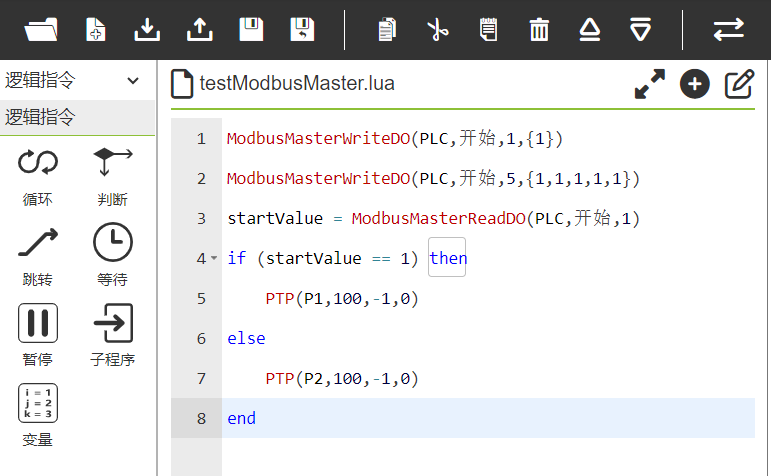 逻辑指令
逻辑指令
循环
判断
跳转
等待
暂停
子程序
i = 1
j = 2
k = 3
变量
testModbusMaster.lua
1 ModbusMasterWriteDO(PLC,开始,1,{1})
2 ModbusMasterWriteDO(PLC,开始,5,{1,1,1,1,1})
3 startValue = ModbusMasterReadDO(PLC,开始,1)
4 if (startValue == 1) then
5     PTP(P1,100,-1,0)
6 else
7     PTP(P2,100,-1,0)
8 end